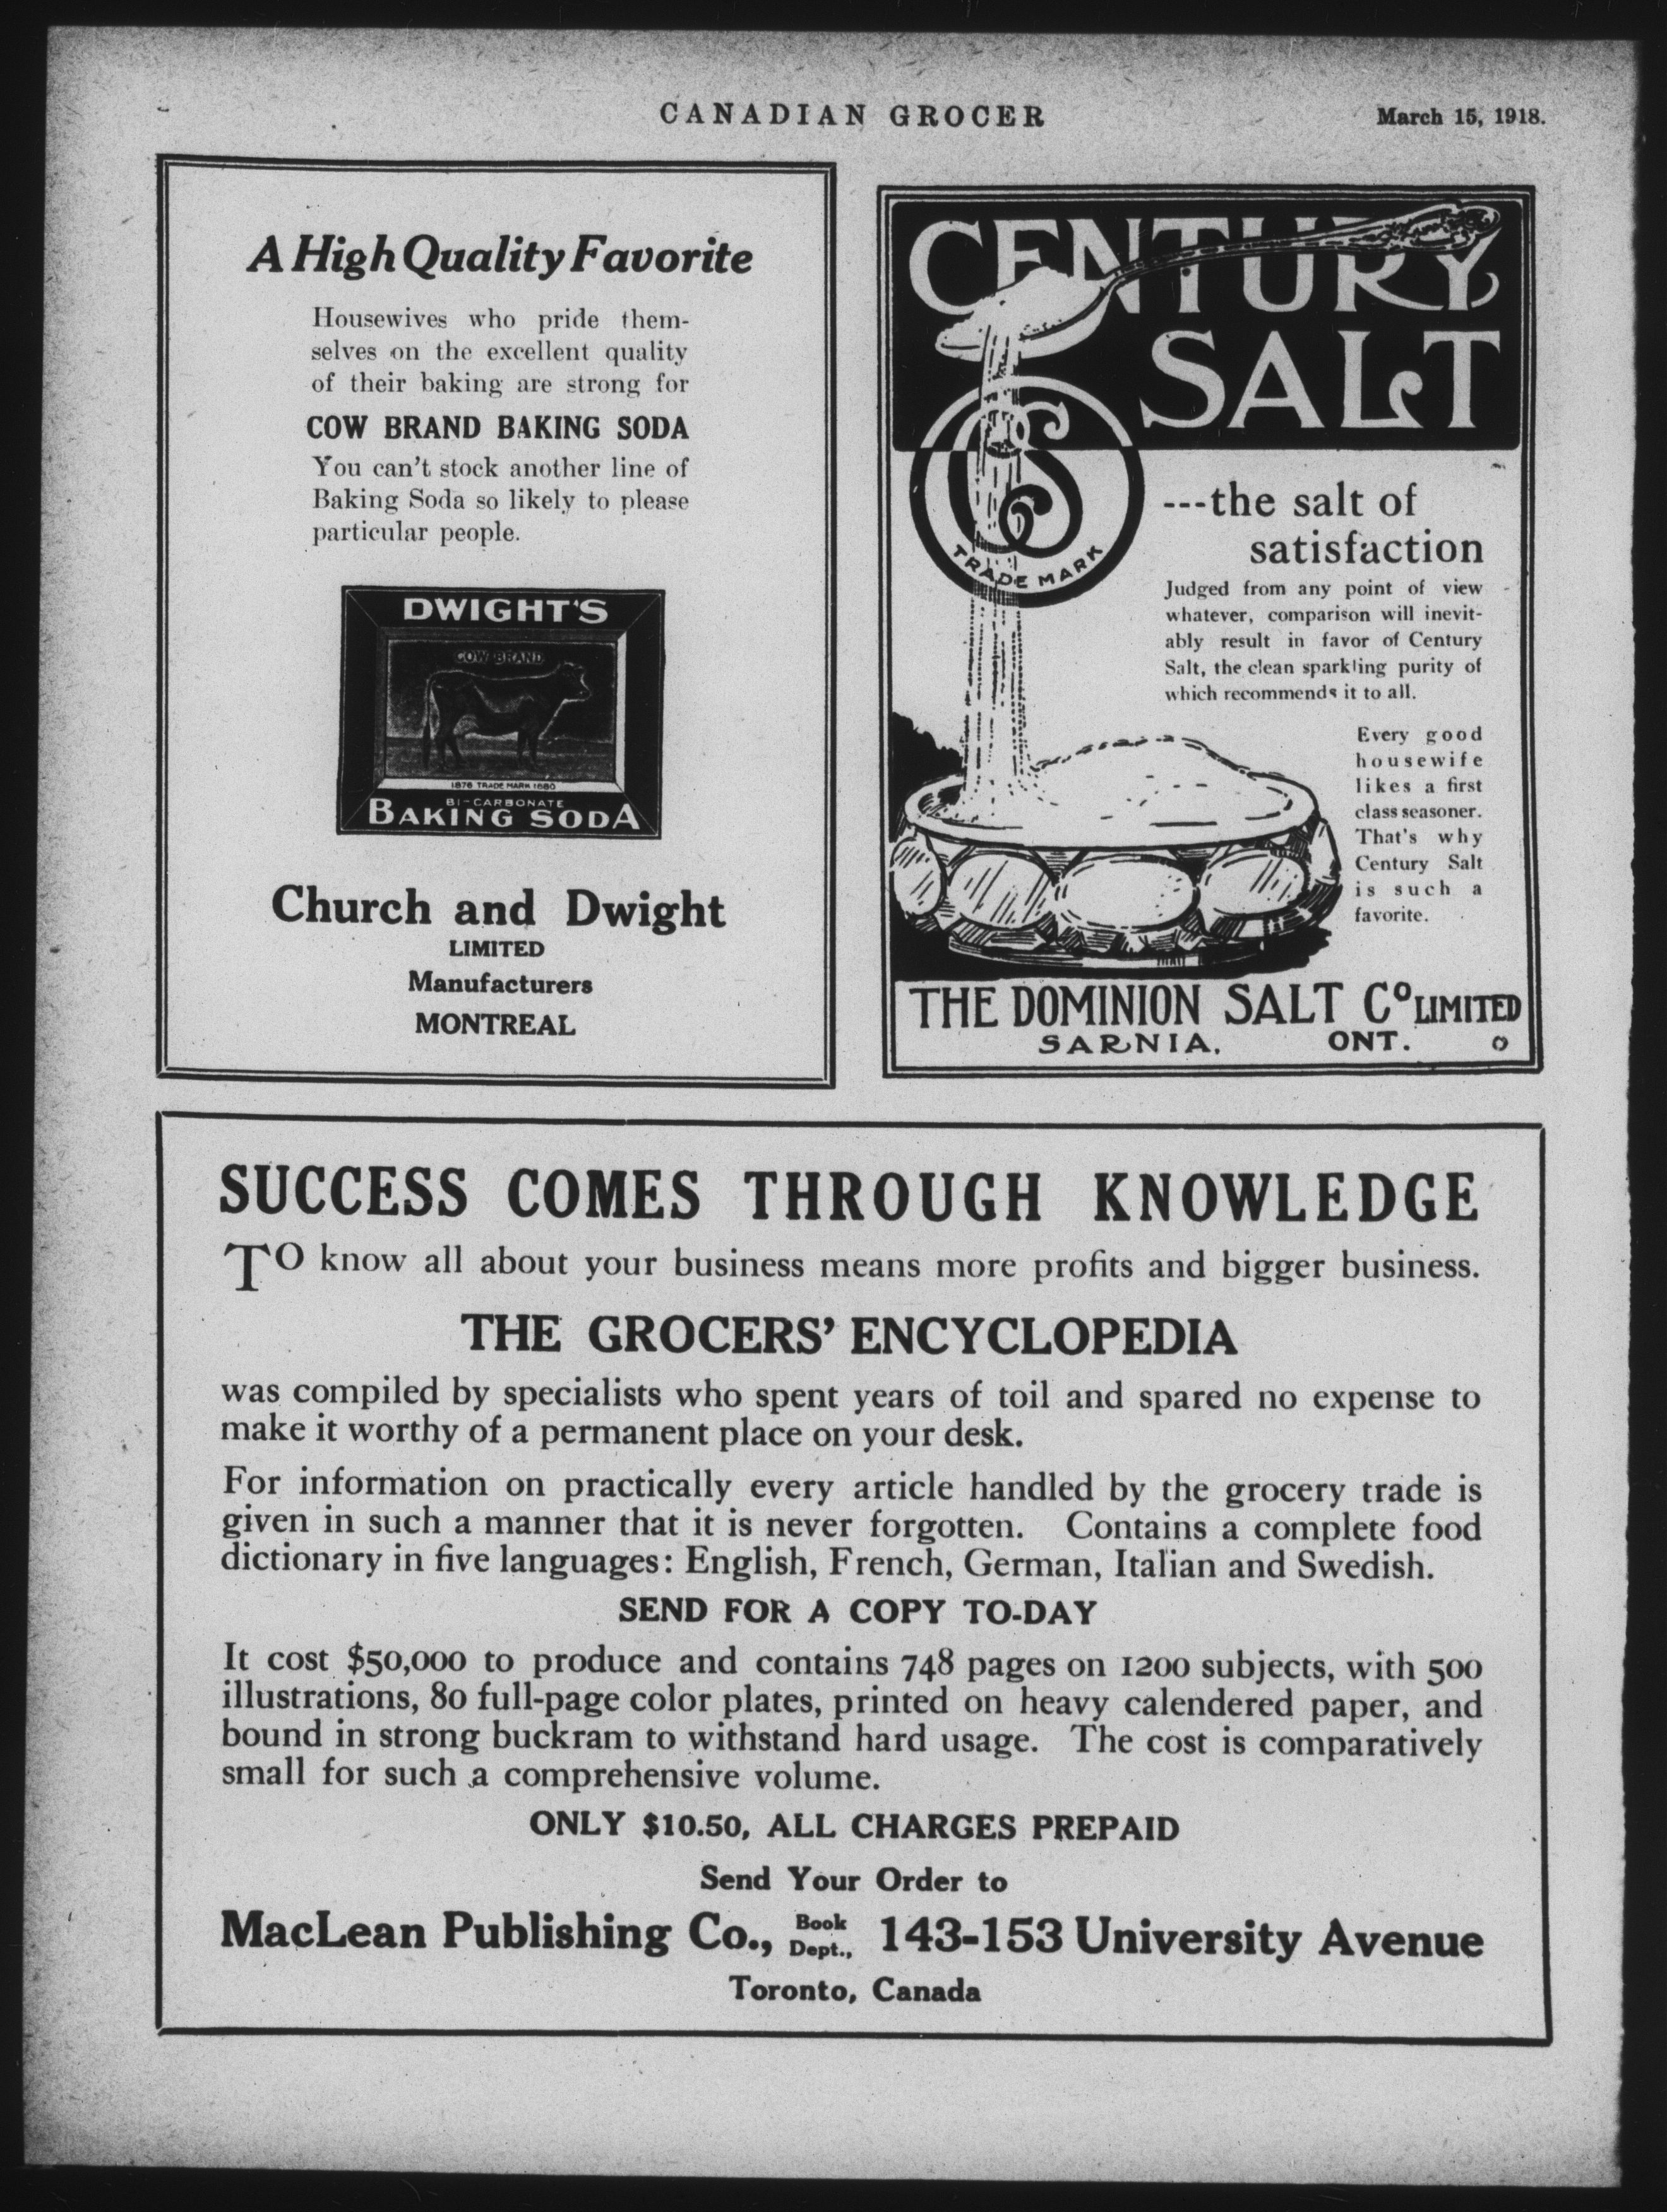 CANADIAN GROCER
March 15, 1918.
A High Quality Favorite
Housewives who pride them-
selves on the excellent quality
of their baking are strong for
COW BRAND BAKING SODA
You can't stock another line of
Baking Soda so likely to please
particular people.
DWIGHT'S
COW BRAND
1876 TRADE MARK 1880
BI-CARBONATE
BAKING SODA
Church and Dwight
LIMITED
Manufacturers
MONTREAL
CENTURY
SALT
CS
TRADE MARK
---the salt of
satisfaction
Judged from any point of view
whatever, comparison will inevit-
ably result in favor of Century
Salt, the clean sparkling purity of
which recommends it to all.
Every good
housewife
likes a first
class seasoner.
That's why
Century Salt
is such a
favorite.
THE DOMINION SALT Co LIMITED
SARNIA, ONT.
SUCCESS COMES THROUGH KNOWLEDGE
TO know all about your business means more profits and bigger business.
THE GROCERS' ENCYCLOPEDIA
was compiled by specialists who spent years of toil and spared no expense to
make it worthy of a permanent place on your desk.
For information on practically every article handled by the grocery trade is
given in such a manner that it is never forgotten. Contains a complete food
dictionary in five languages: English, French, German, Italian and Swedish.
SEND FOR A COPY TO-DAY
It cost $50,000 to produce and contains 748 pages on 1200 subjects, with 500
illustrations, 80 full-page color plates, printed on heavy calendered paper, and
bound in strong buckram to withstand hard usage. The cost is comparatively
small for such a comprehensive volume.
ONLY $10.50, ALL CHARGES PREPAID
Send Your Order to
MacLean Publishing Co., Book Dept., 143-153 University Avenue
Toronto, Canada